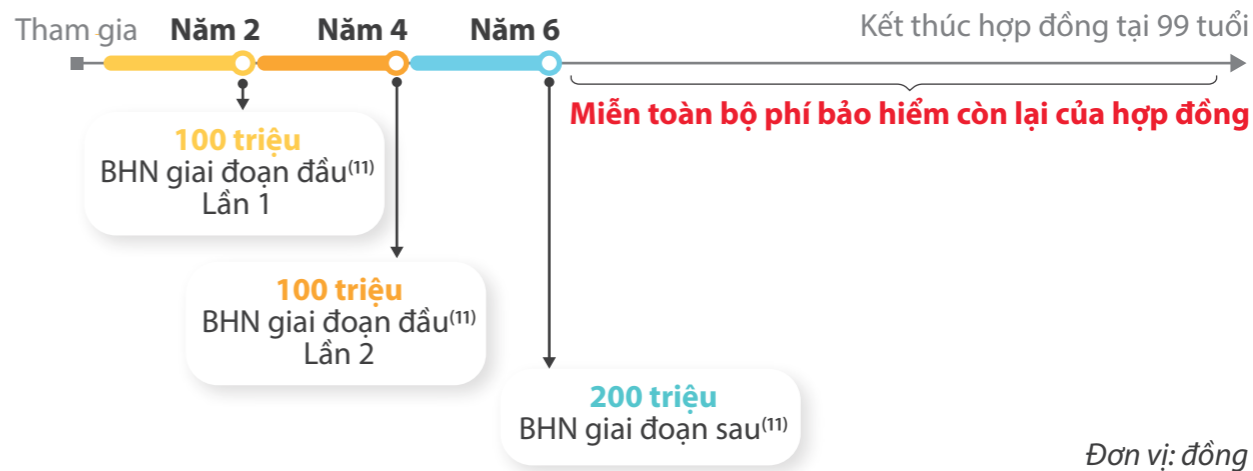 Tham gia Năm 2 Năm 4 Năm 6 Kết thúc hợp đồng tại 99 tuổi
Miễn toàn bộ phí bảo hiểm còn lại của hợp đồng
100 triệu
BHN giai đoạn đầu(11)
Lần 1
100 triệu
BHN giai đoạn đầu(11)
Lần 2
200 triệu
BHN giai đoạn sau(11)
Đơn vị: đồng